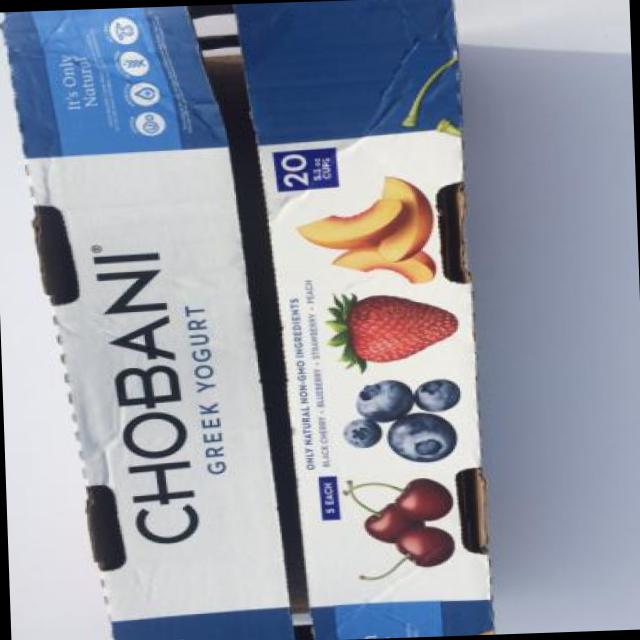 It's Only
Natural
CHOBANI®
GREEK YOGURT
20
5.3 oz
CUPS
ONLY NATURAL NON-GMO INGREDIENTS
BLACK CHERRY • BLUEBERRY • STRAWBERRY • PEACH
5 EACH